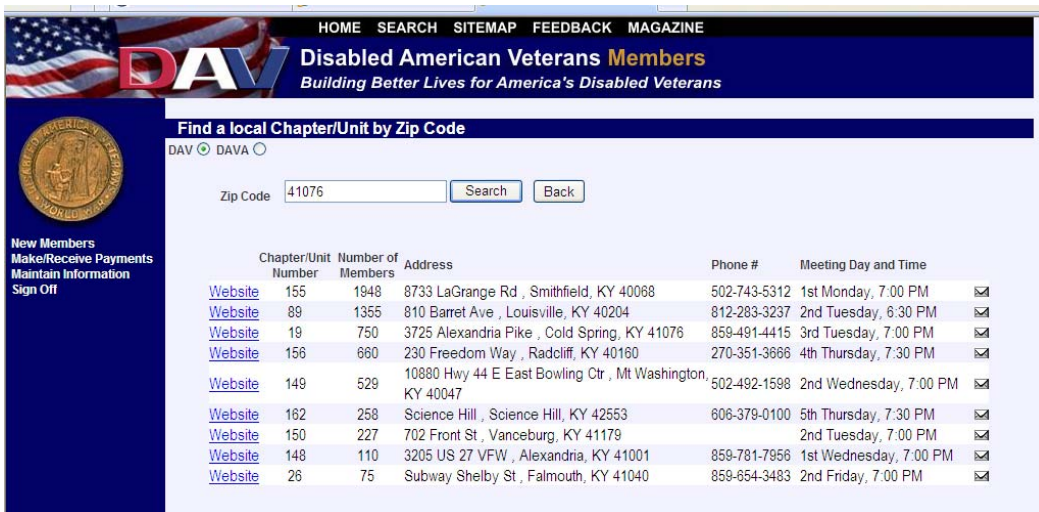 HOME SEARCH SITEMAP FEEDBACK MAGAZINE
DAV
Disabled American Veterans Members
Building Better Lives for America's Disabled Veterans
DISABLED AMERICAN VETERANS
WORLD WAR
New Members
Make/Receive Payments
Maintain Information
Sign Off
Find a local Chapter/Unit by Zip Code
DAV DAVA
Zip Code 41076 Search Back
Chapter/Unit Number Number of Members Address Phone # Meeting Day and Time
Website 155 1948 8733 LaGrange Rd , Smithfield, KY 40068 502-743-5312 1st Monday, 7:00 PM
Website 89 1355 810 Barret Ave , Louisville, KY 40204 812-283-3237 2nd Tuesday, 6:30 PM
Website 19 750 3725 Alexandria Pike , Cold Spring, KY 41076 859-491-4415 3rd Tuesday, 7:00 PM
Website 156 660 230 Freedom Way , Radcliff, KY 40160 270-351-3666 4th Thursday, 7:30 PM
Website 149 529 10880 Hwy 44 E East Bowling Ctr , Mt Washington, KY 40047 502-492-1598 2nd Wednesday, 7:00 PM
Website 162 258 Science Hill , Science Hill, KY 42553 606-379-0100 5th Thursday, 7:30 PM
Website 150 227 702 Front St , Vanceburg, KY 41179 2nd Tuesday, 7:00 PM
Website 148 110 3205 US 27 VFW , Alexandria, KY 41001 859-781-7956 1st Wednesday, 7:00 PM
Website 26 75 Subway Shelby St , Falmouth, KY 41040 859-654-3483 2nd Friday, 7:00 PM